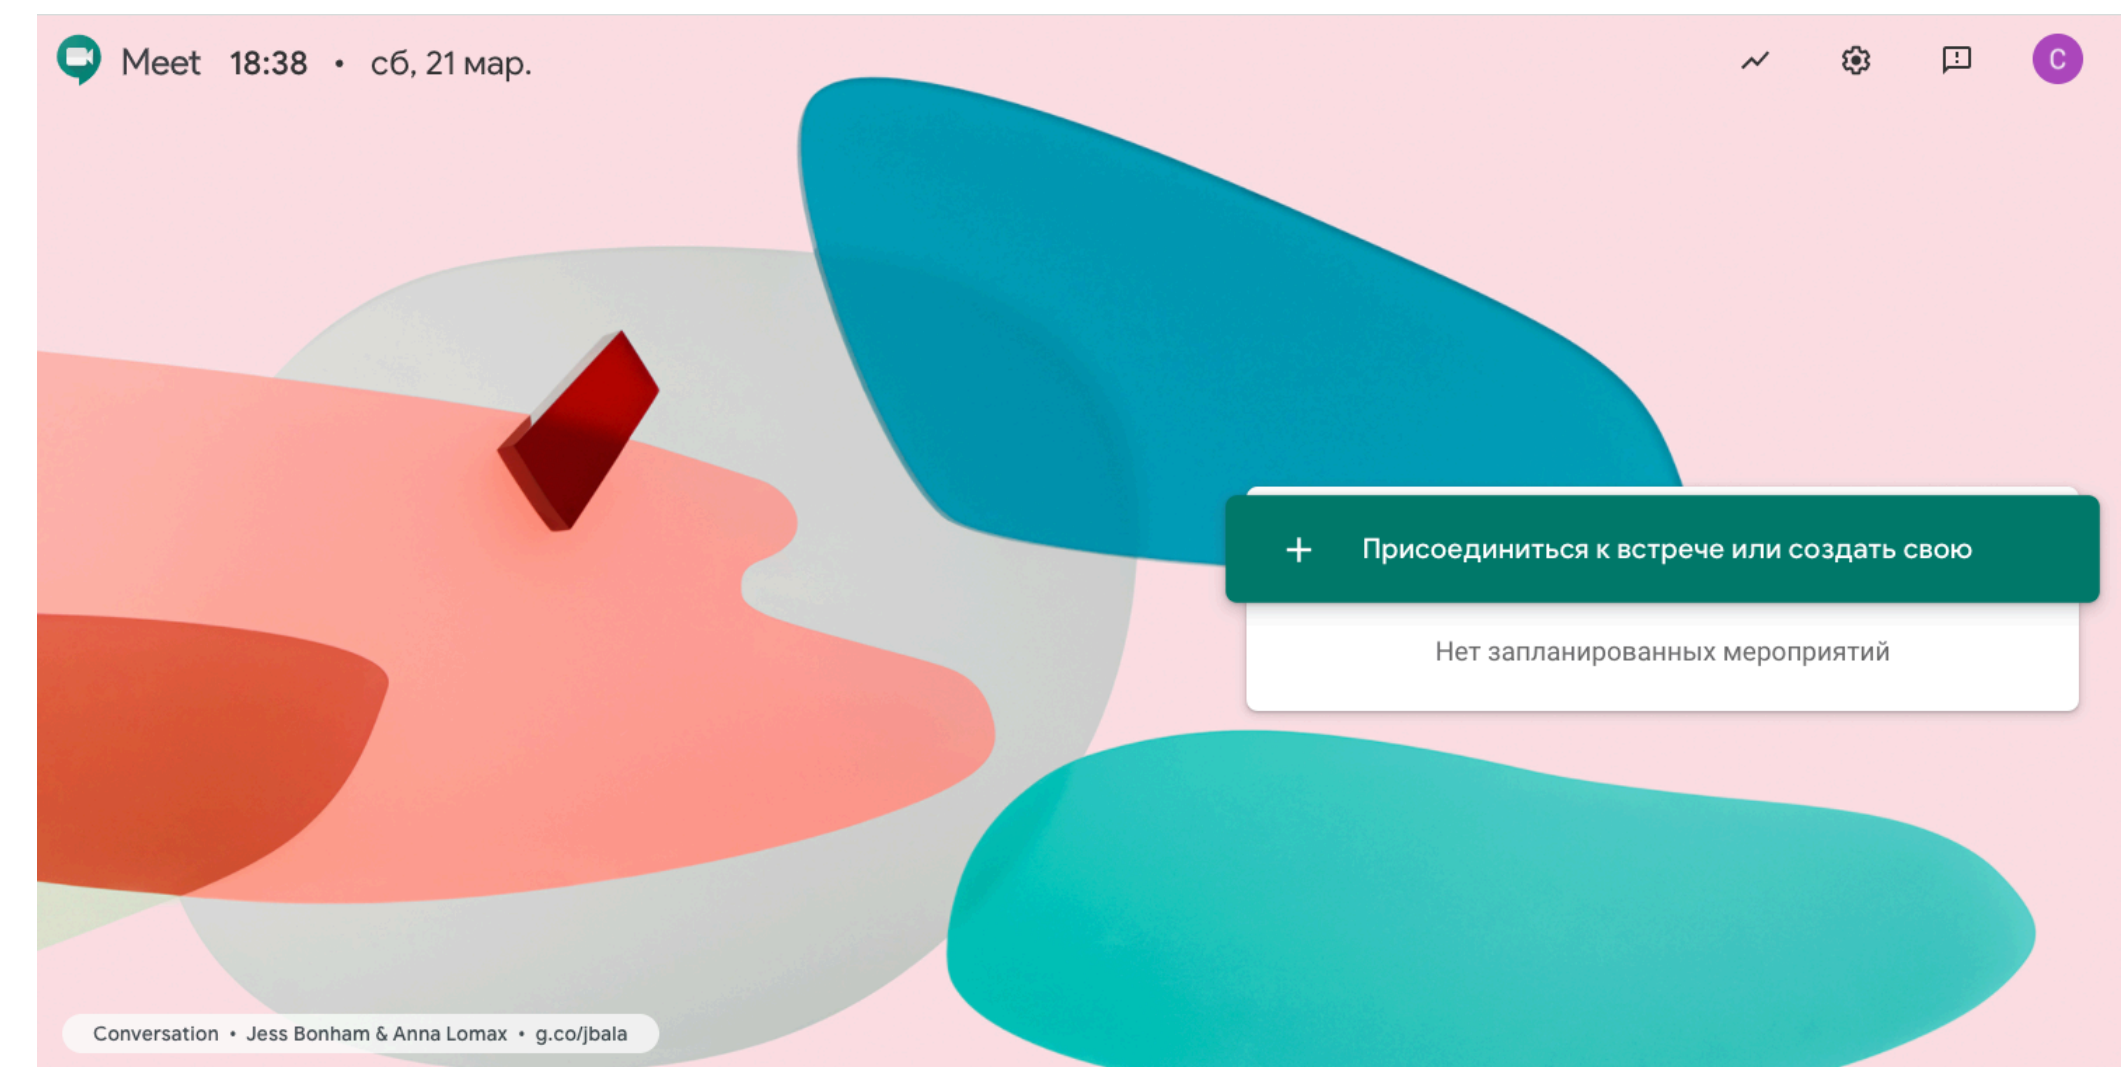 Meet 18:38 • сб, 21 мар.
C
Присоединиться к встрече или создать свою
Нет запланированных мероприятий
Conversation • Jess Bonham & Anna Lomax • g.co/jbala